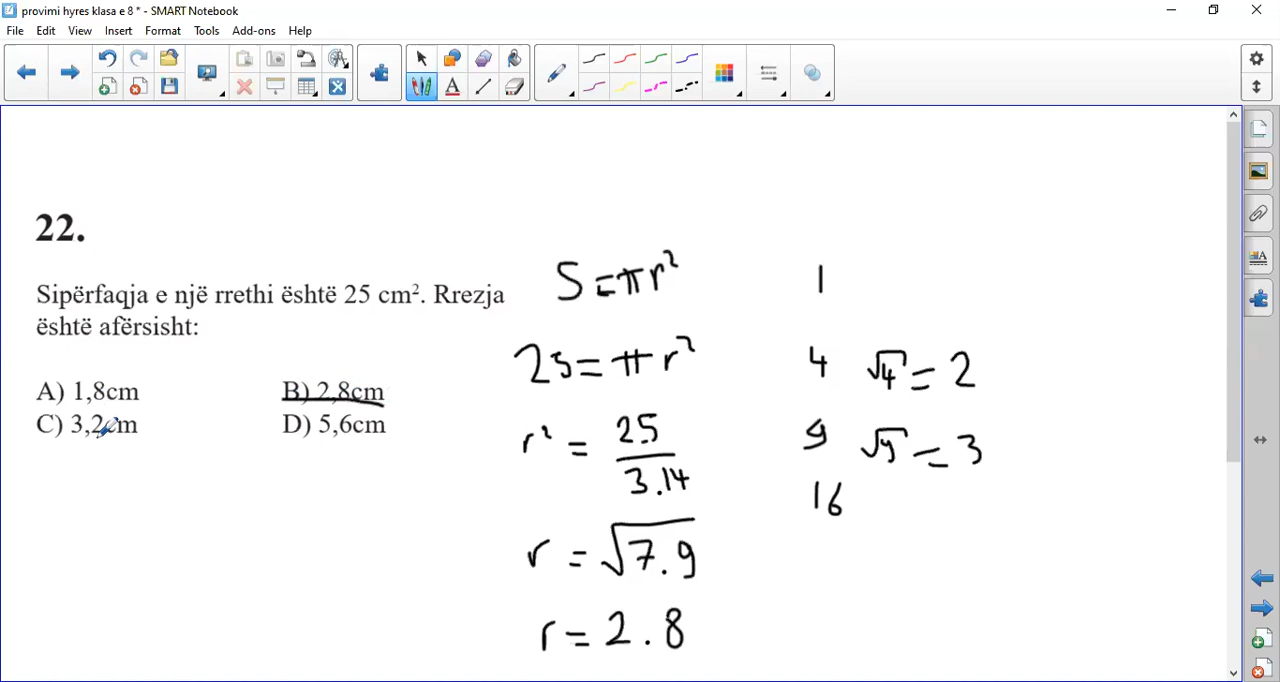 provimi hyres klasa e 8 * - SMART Notebook
File Edit View Insert Format Tools Add-ons Help
22.
Sipërfaqja e një rrethi është 25 cm². Rrezja
është afërsisht:
A) 1,8cm B) 2,8cm
C) 3,2cm D) 5,6cm
S = πr²
25 = πr²
r² = 25/3.14
r = √7.9
r = 2.8
1
4 √4 = 2
9 √9 = 3
16